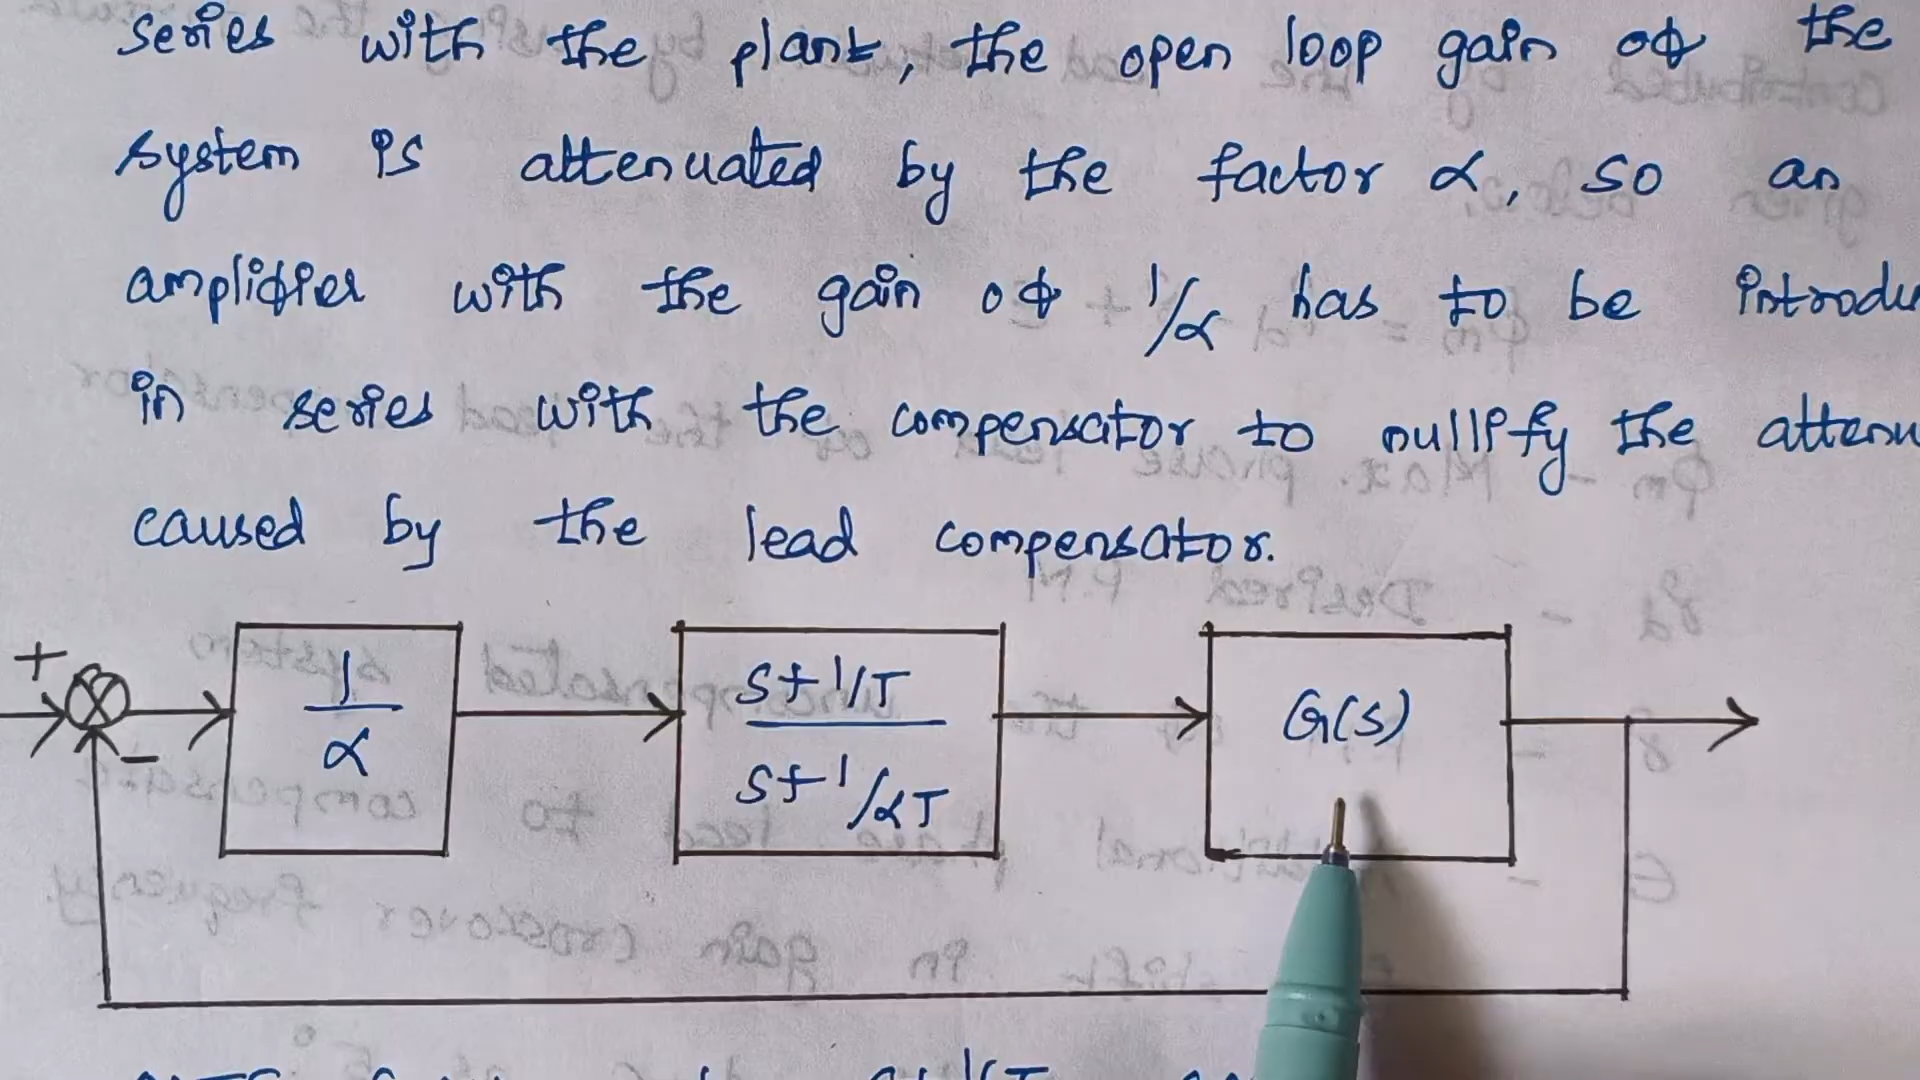 series with the plant, the open loop gain of the
system is attenuated by the factor α, so an
amplifier with the gain of 1/α has to be introdu
in series with the compensator to nullify the attenu
caused by the lead compensator.
+
−
1
α
S+1/T
S+1/αT
G(s)